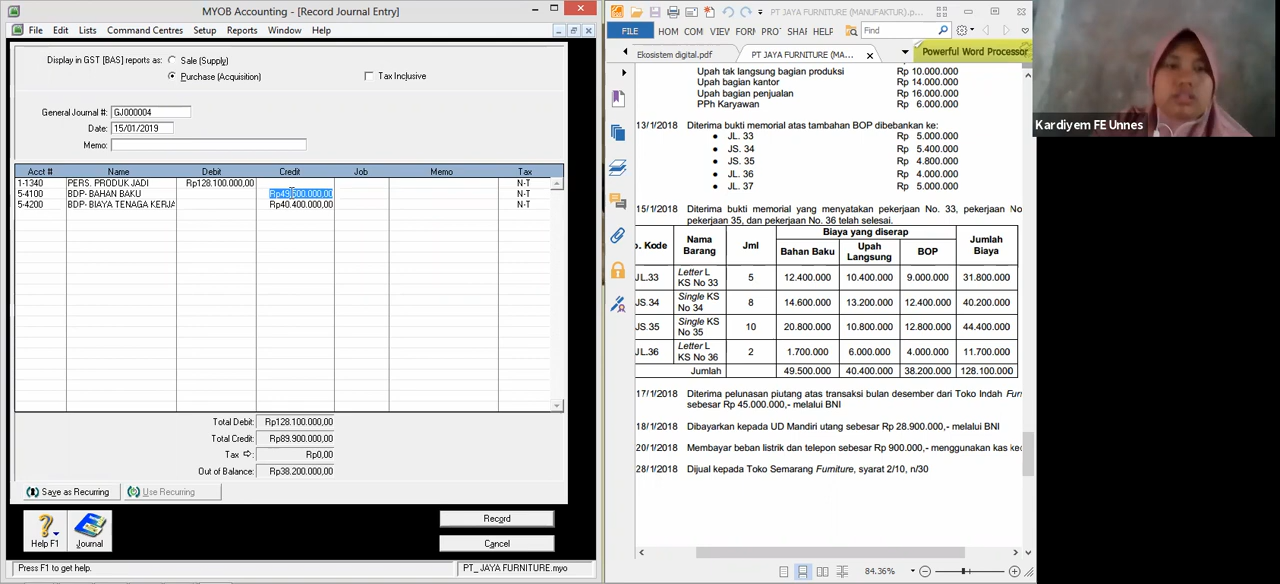 MYOB Accounting - [Record Journal Entry]
File Edit Lists Command Centres Setup Reports Window Help
Display in GST [BAS] reports as: Sale (Supply)
Purchase (Acquisition) Tax Inclusive
General Journal #: GJ000004
Date: 15/01/2019
Memo:
Acct # Name Debit Credit Job Memo Tax
1-1340 PERS. PRODUK JADI Rp128.100.000,00 N-T
5-4100 BDP- BAHAN BAKU Rp49.500.000,00 N-T
5-4200 BDP- BIAYA TENAGA KERJA Rp40.400.000,00 N-T
Total Debit: Rp128.100.000,00
Total Credit: Rp89.900.000,00
Tax : Rp0,00
Out of Balance: Rp38.200.000,00
Save as Recurring Use Recurring
Help F1 Journal Record
Cancel
Press F1 to get help. PT_ JAYA FURNITURE.myo
PT JAYA FURNITURE (MANUFAKTUR).p...
FILE HOM COM VIEW FORM PRO SHAR HELP Find
Ekosistem digital.pdf PT JAYA FURNITURE (MA... Powerful Word Processor
Upah tak langsung bagian produksi Rp 10.000.000
Upah bagian kantor Rp 14.000.000
Upah bagian penjualan Rp 16.000.000
PPh Karyawan Rp 6.000.000
13/1/2018 Diterima bukti memorial atas tambahan BOP dibebankan ke:
• JL. 33 Rp 5.000.000
• JS. 34 Rp 5.400.000
• JS. 35 Rp 4.800.000
• JL. 36 Rp 4.000.000
• JL. 37 Rp 5.000.000
15/1/2018 Diterima bukti memorial yang menyatakan pekerjaan No. 33, pekerjaan No
pekerjaan 35, dan pekerjaan No. 36 telah selesai.
o. Kode Nama Barang Jml Biaya yang diserap Jumlah Biaya
Bahan Baku Upah Langsung BOP
JL.33 Letter L KS No 33 5 12.400.000 10.400.000 9.000.000 31.800.000
JS.34 Single KS No 34 8 14.600.000 13.200.000 12.400.000 40.200.000
JS.35 Single KS No 35 10 20.800.000 10.800.000 12.800.000 44.400.000
JL.36 Letter L KS No 36 2 1.700.000 6.000.000 4.000.000 11.700.000
Jumlah 49.500.000 40.400.000 38.200.000 128.100.000
17/1/2018 Diterima pelunasan piutang atas transaksi bulan desember dari Toko Indah Furn
sebesar Rp 45.000.000,- melalui BNI
18/1/2018 Dibayarkan kepada UD Mandiri utang sebesar Rp 28.900.000,- melalui BNI
20/1/2018 Membayar beban listrik dan telepon sebesar Rp 900.000,- menggunakan kas kec
28/1/2018 Dijual kepada Toko Semarang Furniture, syarat 2/10, n/30
84.36%
Kardiyem FE Unnes